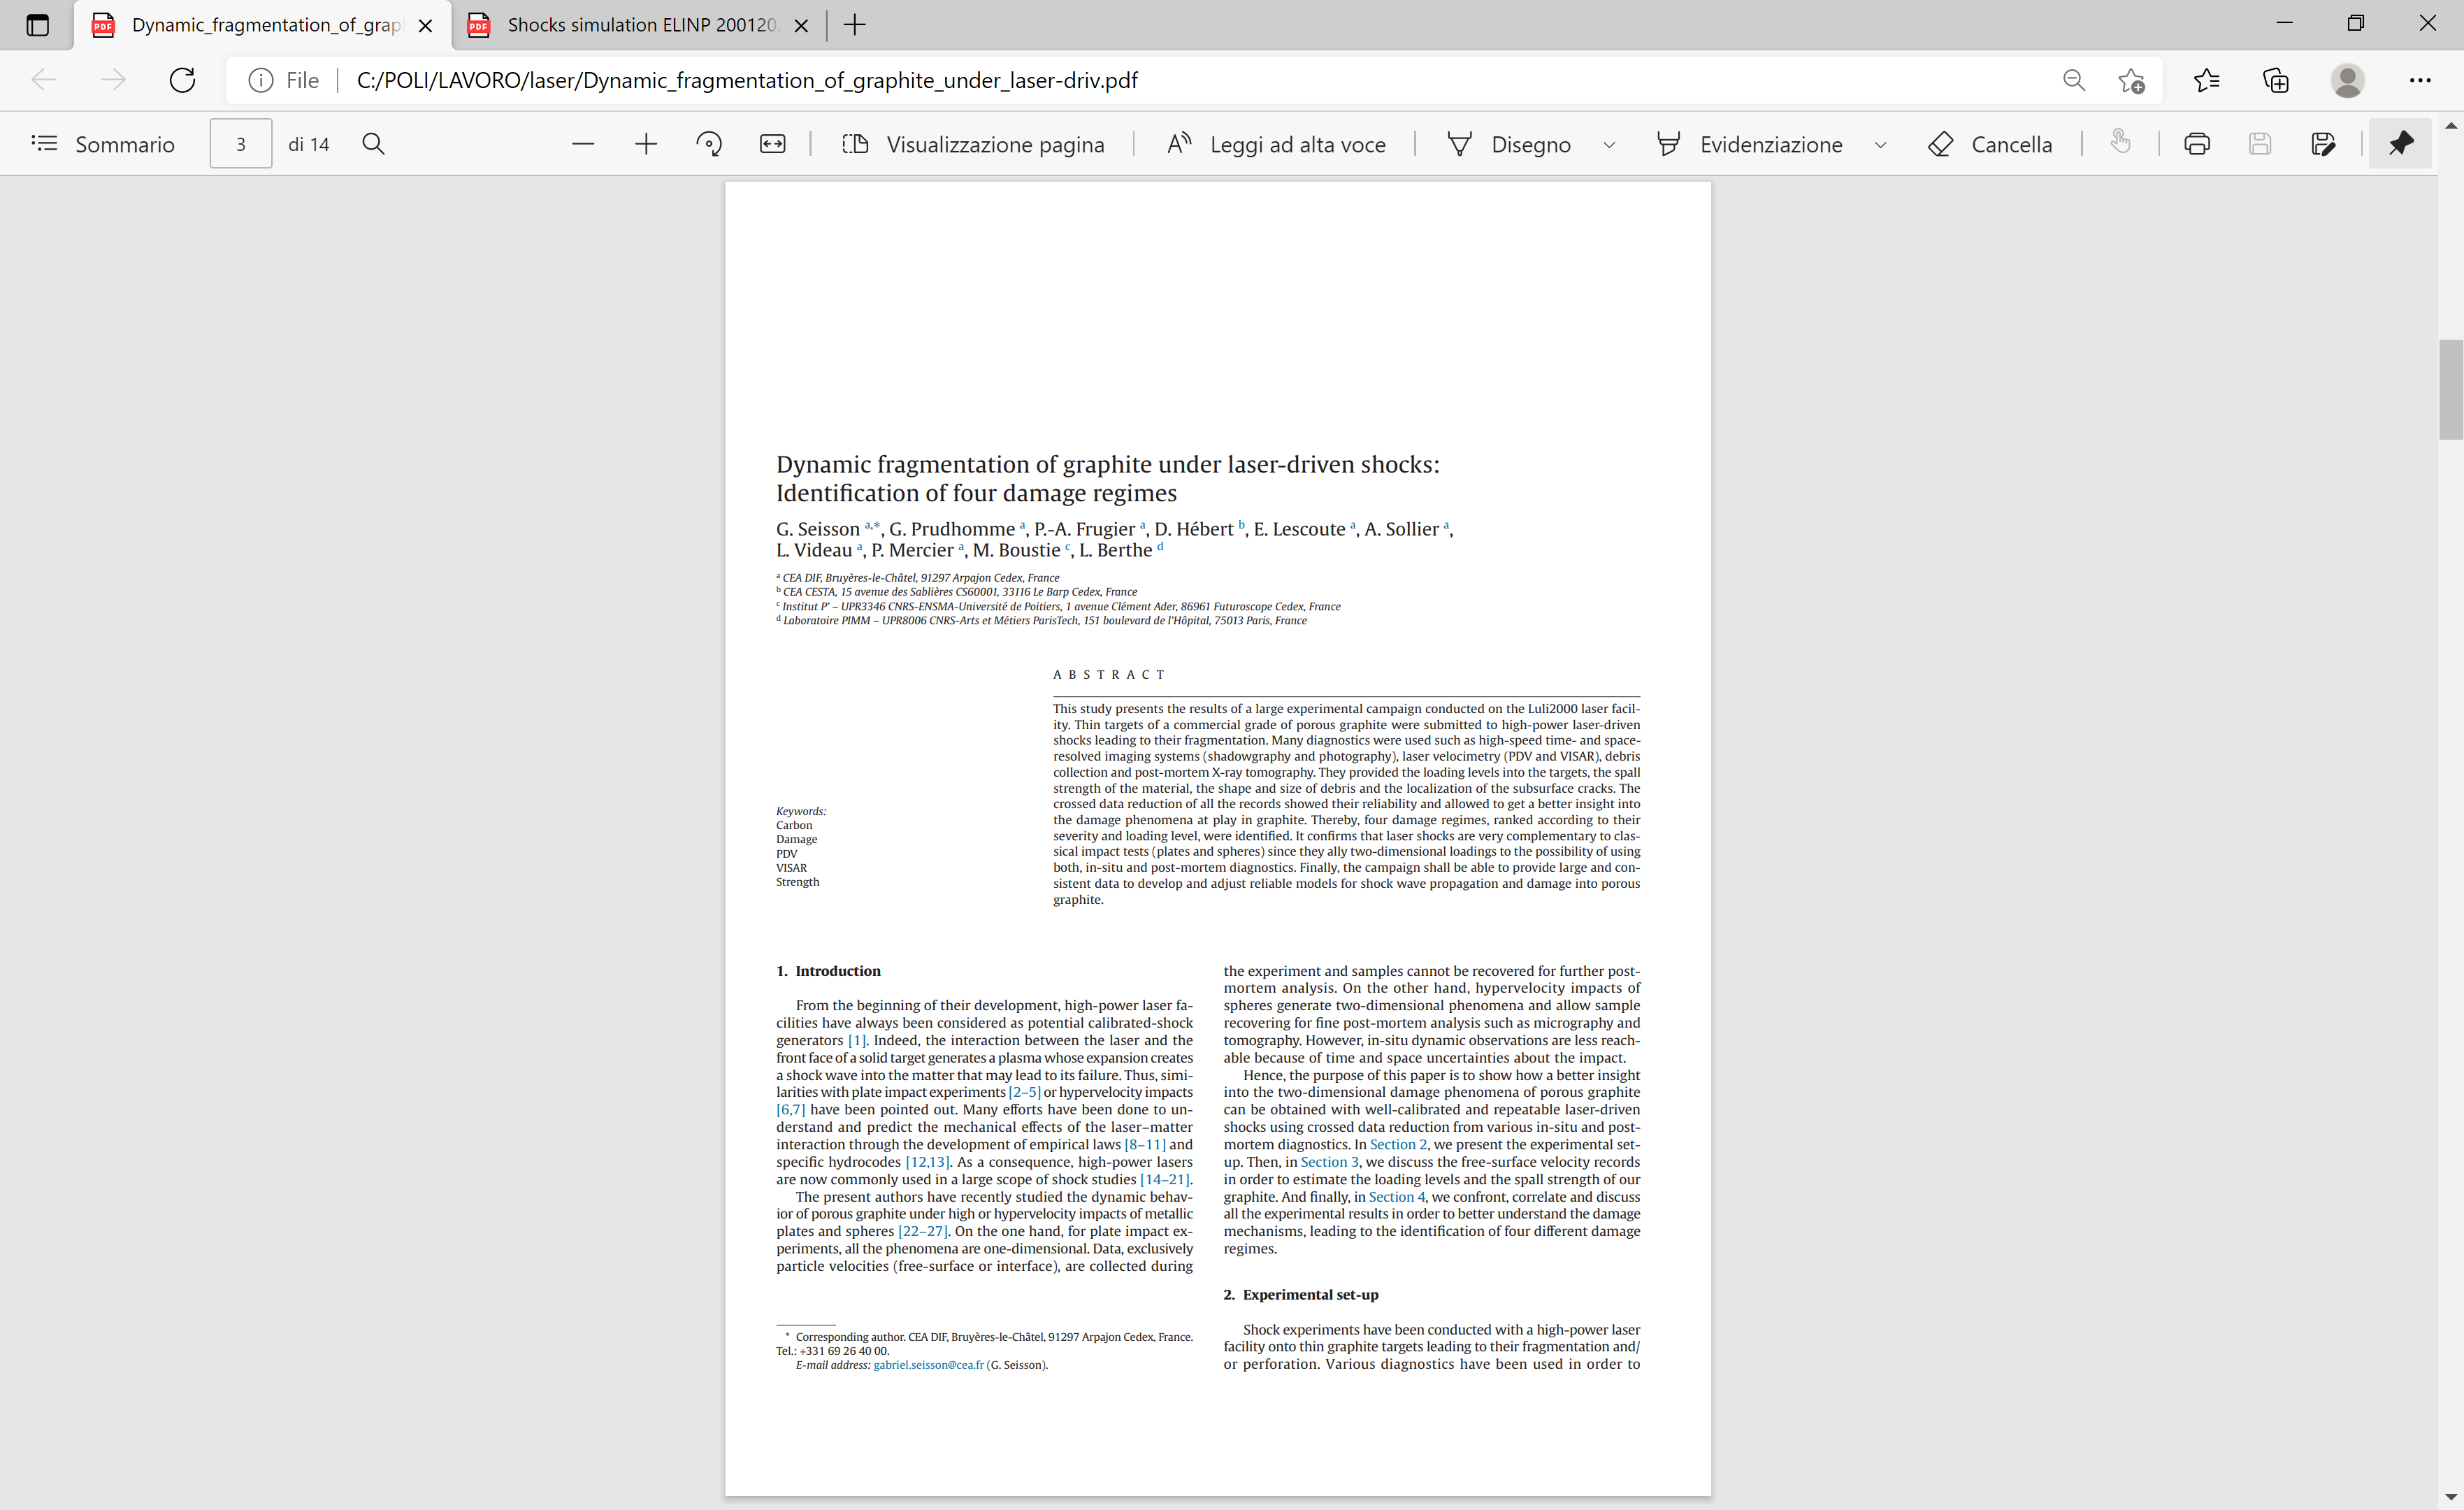 Dynamic_fragmentation_of_grap
Shocks simulation ELINP 200120
File
C:/POLI/LAVORO/laser/Dynamic_fragmentation_of_graphite_under_laser-driv.pdf
Sommario
3
di 14
Visualizzazione pagina
Leggi ad alta voce
Disegno
Evidenziazione
Cancella
Dynamic fragmentation of graphite under laser-driven shocks:
Identification of four damage regimes
G. Seisson a,*, G. Prudhomme a, P.-A. Frugier a, D. Hébert b, E. Lescoute a, A. Sollier a,
L. Videau a, P. Mercier a, M. Boustie c, L. Berthe d
a CEA DIF, Bruyères-le-Châtel, 91297 Arpajon Cedex, France
b CEA CESTA, 15 avenue des Sablières CS60001, 33116 Le Barp Cedex, France
c Institut P' – UPR3346 CNRS-ENSMA-Université de Poitiers, 1 avenue Clément Ader, 86961 Futuroscope Cedex, France
d Laboratoire PIMM – UPR8006 CNRS-Arts et Métiers ParisTech, 151 boulevard de l'Hôpital, 75013 Paris, France
Keywords:
Carbon
Damage
PDV
VISAR
Strength
ABSTRACT
This study presents the results of a large experimental campaign conducted on the Luli2000 laser facil-
ity. Thin targets of a commercial grade of porous graphite were submitted to high-power laser-driven
shocks leading to their fragmentation. Many diagnostics were used such as high-speed time- and space-
resolved imaging systems (shadowgraphy and photography), laser velocimetry (PDV and VISAR), debris
collection and post-mortem X-ray tomography. They provided the loading levels into the targets, the spall
strength of the material, the shape and size of debris and the localization of the subsurface cracks. The
crossed data reduction of all the records showed their reliability and allowed to get a better insight into
the damage phenomena at play in graphite. Thereby, four damage regimes, ranked according to their
severity and loading level, were identified. It confirms that laser shocks are very complementary to clas-
sical impact tests (plates and spheres) since they ally two-dimensional loadings to the possibility of using
both, in-situ and post-mortem diagnostics. Finally, the campaign shall be able to provide large and con-
sistent data to develop and adjust reliable models for shock wave propagation and damage into porous
graphite.
1. Introduction
From the beginning of their development, high-power laser fa-
cilities have always been considered as potential calibrated-shock
generators [1]. Indeed, the interaction between the laser and the
front face of a solid target generates a plasma whose expansion creates
a shock wave into the matter that may lead to its failure. Thus, simi-
larities with plate impact experiments [2–5] or hypervelocity impacts
[6,7] have been pointed out. Many efforts have been done to un-
derstand and predict the mechanical effects of the laser–matter
interaction through the development of empirical laws [8–11] and
specific hydrocodes [12,13]. As a consequence, high-power lasers
are now commonly used in a large scope of shock studies [14–21].
The present authors have recently studied the dynamic behav-
ior of porous graphite under high or hypervelocity impacts of metallic
plates and spheres [22–27]. On the one hand, for plate impact ex-
periments, all the phenomena are one-dimensional. Data, exclusively
particle velocities (free-surface or interface), are collected during
* Corresponding author. CEA DIF, Bruyères-le-Châtel, 91297 Arpajon Cedex, France.
Tel.: +331 69 26 40 00.
E-mail address: gabriel.seisson@cea.fr (G. Seisson).
the experiment and samples cannot be recovered for further post-
mortem analysis. On the other hand, hypervelocity impacts of
spheres generate two-dimensional phenomena and allow sample
recovering for fine post-mortem analysis such as micrography and
tomography. However, in-situ dynamic observations are less reach-
able because of time and space uncertainties about the impact.
Hence, the purpose of this paper is to show how a better insight
into the two-dimensional damage phenomena of porous graphite
can be obtained with well-calibrated and repeatable laser-driven
shocks using crossed data reduction from various in-situ and post-
mortem diagnostics. In Section 2, we present the experimental set-
up. Then, in Section 3, we discuss the free-surface velocity records
in order to estimate the loading levels and the spall strength of our
graphite. And finally, in Section 4, we confront, correlate and discuss
all the experimental results in order to better understand the damage
mechanisms, leading to the identification of four different damage
regimes.
2. Experimental set-up
Shock experiments have been conducted with a high-power laser
facility onto thin graphite targets leading to their fragmentation and/
or perforation. Various diagnostics have been used in order to